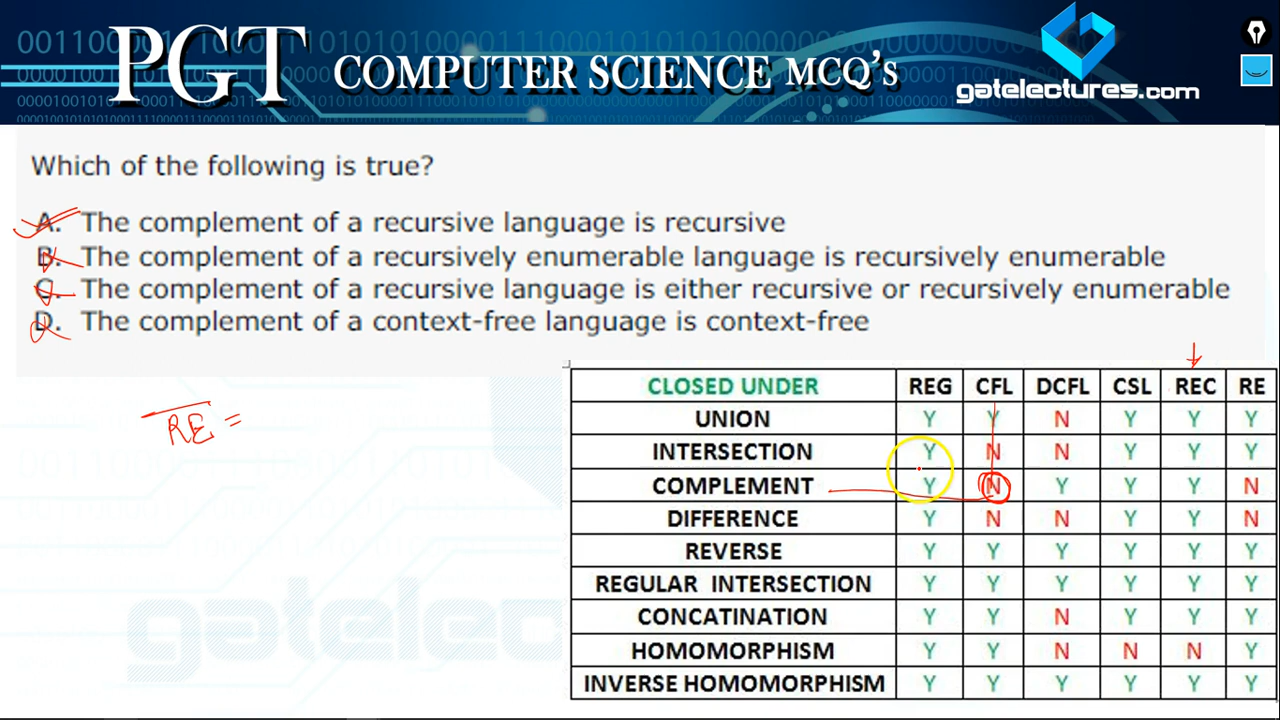 PGT COMPUTER SCIENCE MCQ's
gatelectures.com
Which of the following is true?
A. The complement of a recursive language is recursive
B. The complement of a recursively enumerable language is recursively enumerable
C. The complement of a recursive language is either recursive or recursively enumerable
D. The complement of a context-free language is context-free
RE =
CLOSED UNDER REG CFL DCFL CSL REC RE
UNION Y Y N Y Y Y
INTERSECTION Y N N Y Y Y
COMPLEMENT Y N Y Y Y N
DIFFERENCE Y N N Y Y N
REVERSE Y Y Y Y Y Y
REGULAR INTERSECTION Y Y Y Y Y Y
CONCATINATION Y Y N Y Y Y
HOMOMORPHISM Y Y N N N Y
INVERSE HOMOMORPHISM Y Y Y Y Y Y